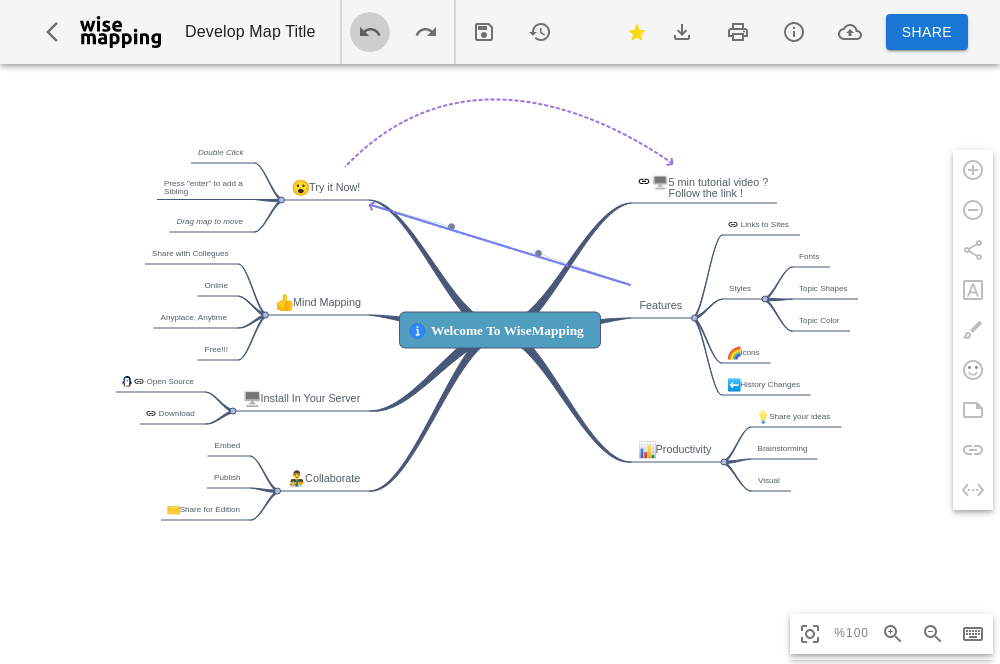 wise
mapping
Develop Map Title
SHARE
Double Click
Press "enter" to add a
Sibling
Drag map to move
Try it Now!
Share with Collegues
Online
Anyplace, Anytime
Free!!!
Mind Mapping
Open Source
Download
Install In Your Server
Embed
Publish
Share for Edition
Collaborate
Welcome To WiseMapping
5 min tutorial video ?
Follow the link !
Features
Links to Sites
Styles
Fonts
Topic Shapes
Topic Color
Icons
History Changes
Productivity
Share your ideas
Brainstorming
Visual
%100